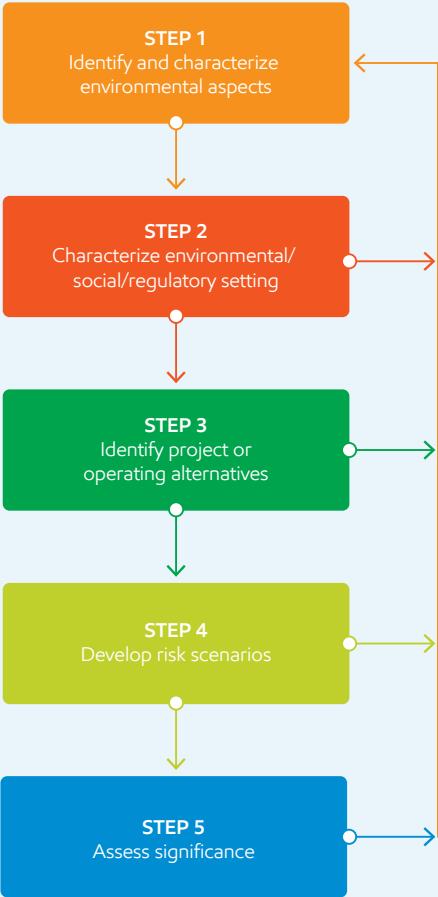 STEP 1
Identify and characterize
environmental aspects
STEP 2
Characterize environmental/
social/regulatory setting
STEP 3
Identify project or
operating alternatives
STEP 4
Develop risk scenarios
STEP 5
Assess significance